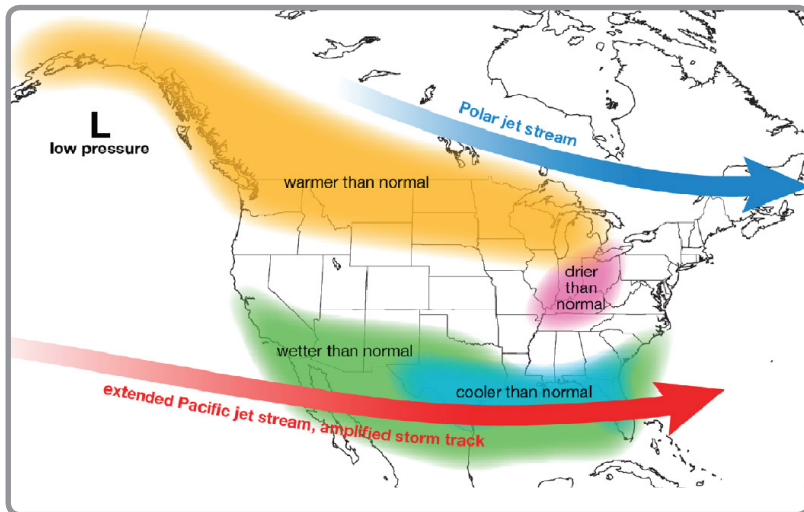 Polar jet stream
L
low pressure
warmer than normal
drier
than
normal
wetter than normal
cooler than normal
extended Pacific jet stream, amplified storm track